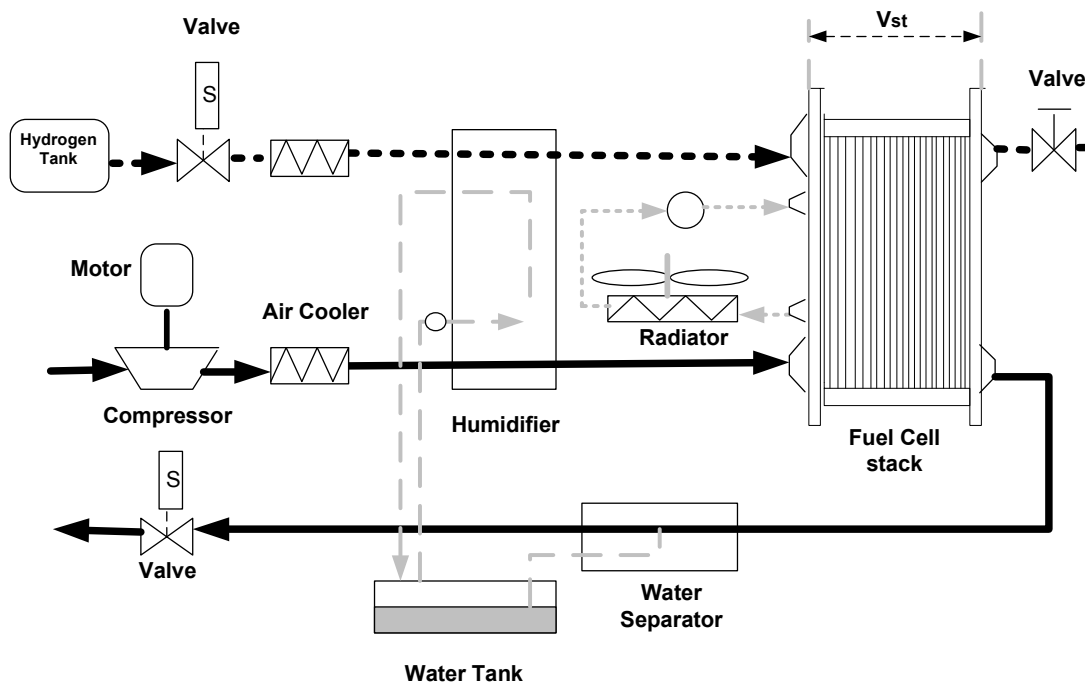 Valve
S
Vst
Valve
Hydrogen
Tank
Motor
Air Cooler
Radiator
Compressor
Humidifier
Fuel Cell
stack
S
Valve
Water
Separator
Water Tank